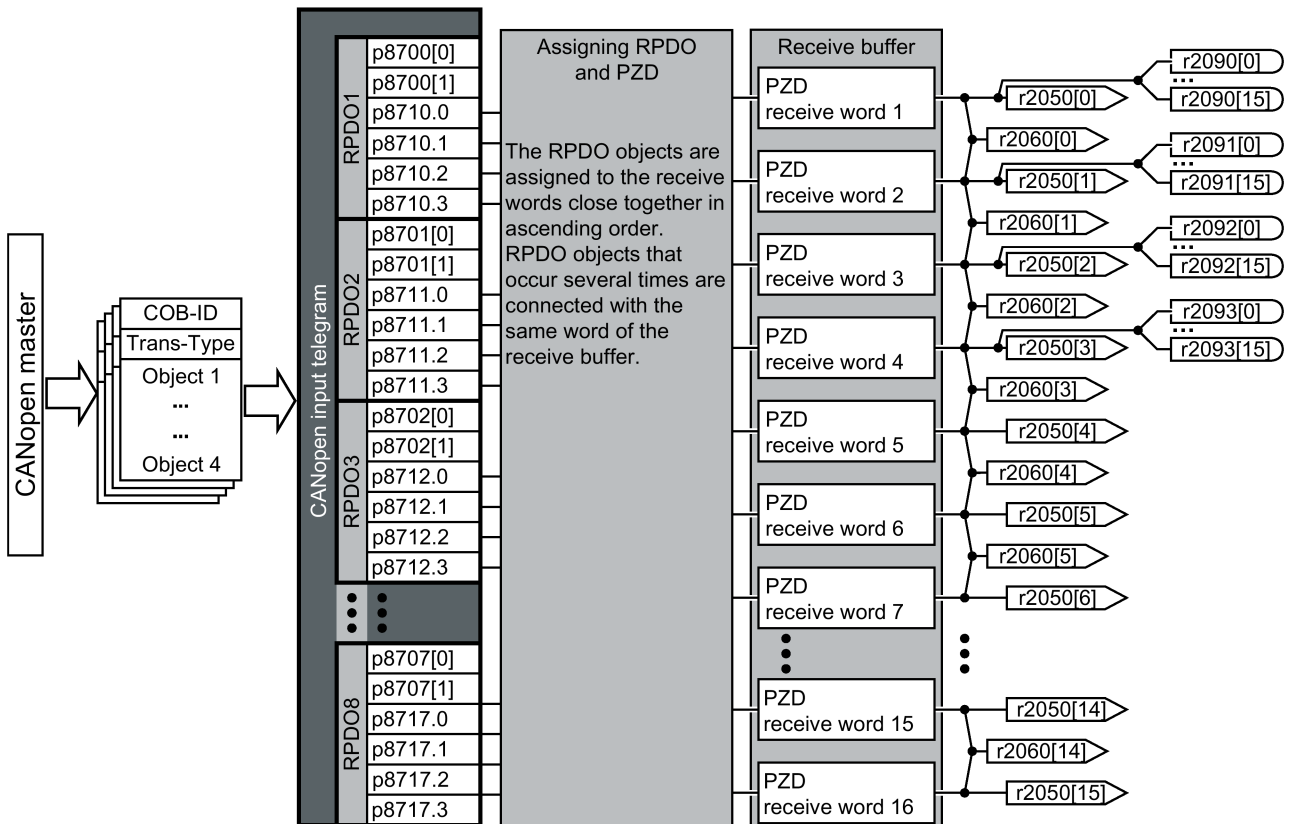 CANopen master
COB-ID
Trans-Type
Object 1
...
...
Object 4
CANopen input telegram
RPDO1
p8700[0]
p8700[1]
p8710.0
p8710.1
p8710.2
p8710.3
RPDO2
p8701[0]
p8701[1]
p8711.0
p8711.1
p8711.2
p8711.3
RPDO3
p8702[0]
p8702[1]
p8712.0
p8712.1
p8712.2
p8712.3
RPDO8
p8707[0]
p8707[1]
p8717.0
p8717.1
p8717.2
p8717.3
Assigning RPDO
and PZD
The RPDO objects are
assigned to the receive
words close together in
ascending order.
RPDO objects that
occur several times are
connected with the
same word of the
receive buffer.
Receive buffer
PZD
receive word 1
PZD
receive word 2
PZD
receive word 3
PZD
receive word 4
PZD
receive word 5
PZD
receive word 6
PZD
receive word 7
PZD
receive word 15
PZD
receive word 16
r2050[0]
r2060[0]
r2050[1]
r2060[1]
r2050[2]
r2060[2]
r2050[3]
r2060[3]
r2050[4]
r2060[4]
r2050[5]
r2060[5]
r2050[6]
r2050[14]
r2060[14]
r2050[15]
r2090[0]
...
r2090[15]
r2091[0]
...
r2091[15]
r2092[0]
...
r2092[15]
r2093[0]
...
r2093[15]